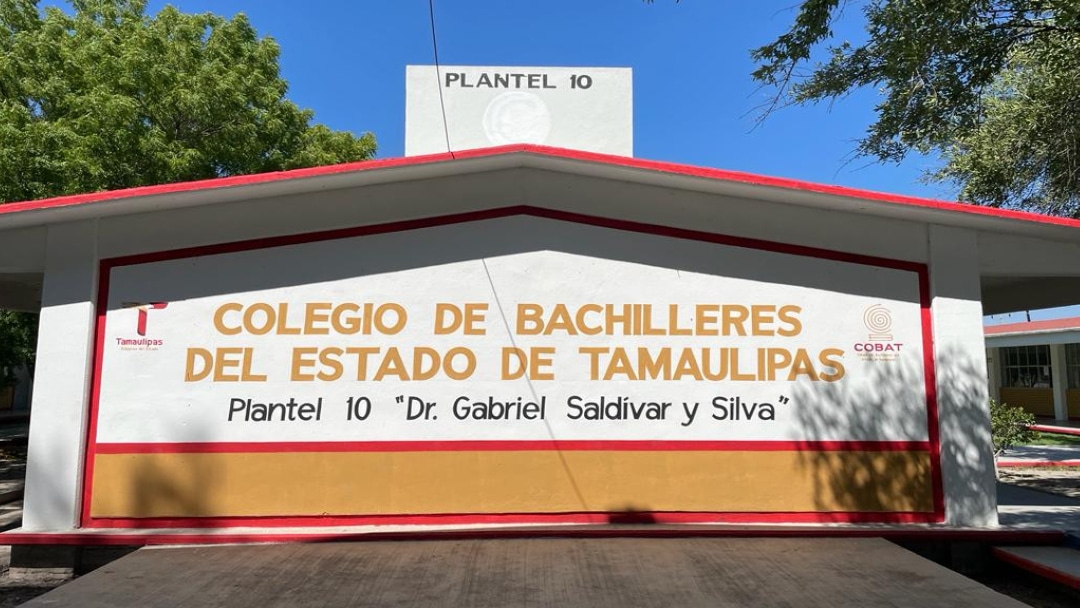 PLANTEL 10
COLEGIO DE BACHILLERES
DEL ESTADO DE TAMAULIPAS
Plantel 10 "Dr. Gabriel Saldívar y Silva"
Tamaulipas
COBAT